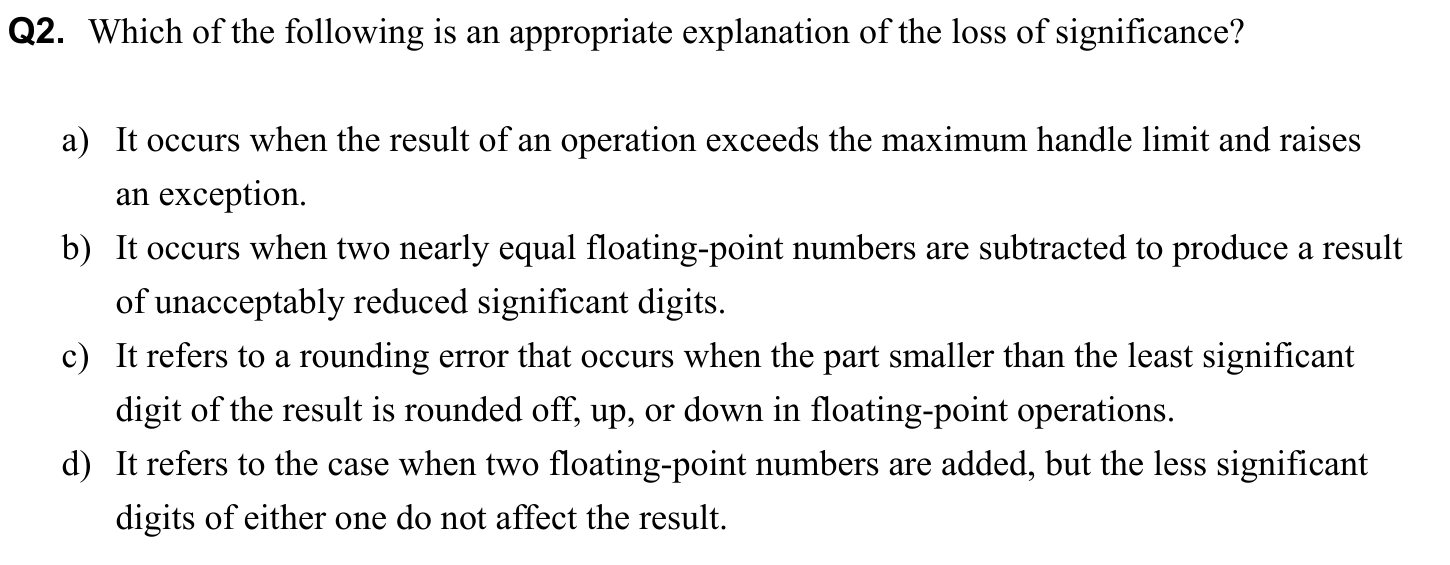 Q2. Which of the following is an appropriate explanation of the loss of significance?
a) It occurs when the result of an operation exceeds the maximum handle limit and raises
an exception.
b) It occurs when two nearly equal floating-point numbers are subtracted to produce a result
of unacceptably reduced significant digits.
c) It refers to a rounding error that occurs when the part smaller than the least significant
digit of the result is rounded off, up, or down in floating-point operations.
d) It refers to the case when two floating-point numbers are added, but the less significant
digits of either one do not affect the result.